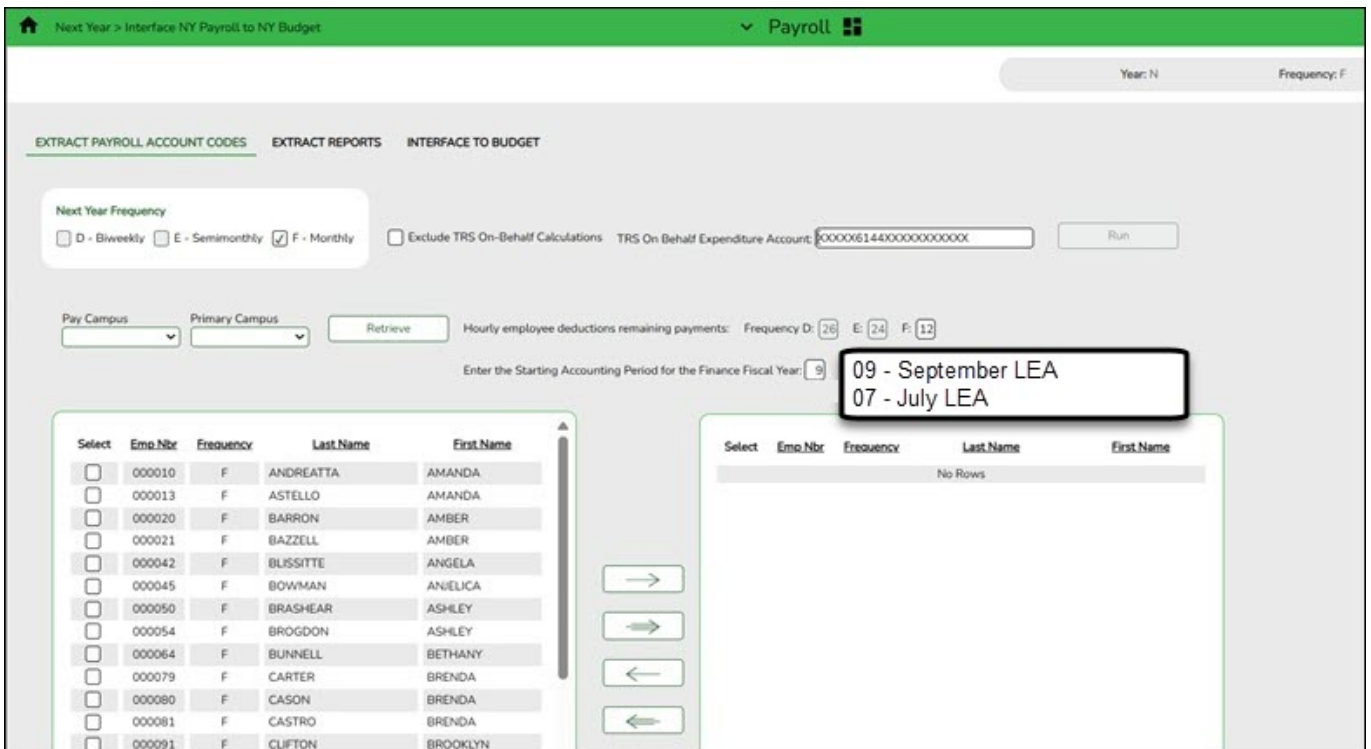 Next Year > Interface NY Payroll to NY Budget
Payroll
Year: N Frequency: F
EXTRACT PAYROLL ACCOUNT CODES EXTRACT REPORTS INTERFACE TO BUDGET
Next Year Frequency
D - Biweekly E - Semimonthly F - Monthly Exclude TRS On-Behalf Calculations TRS On Behalf Expenditure Account: XXXXX6144XXXXXXXXXXX Run
Pay Campus Primary Campus
Retrieve Hourly employee deductions remaining payments: Frequency D: 26 E: 24 F: 12
Enter the Starting Accounting Period for the Finance Fiscal Year: 9
09 - September LEA
07 - July LEA
Select Emp Nbr Frequency Last Name First Name
000010 F ANDREATTA AMANDA
000013 F ASTELLO AMANDA
000020 F BARRON AMBER
000021 F BAZZELL AMBER
000042 F BLISSITTE ANGELA
000045 F BOWMAN ANJELICA
000050 F BRASHEAR ASHLEY
000054 F BROGDON ASHLEY
000064 F BUNNELL BETHANY
000079 F CARTER BRENDA
000080 F CASON BRENDA
000081 F CASTRO BRENDA
000091 F CLIFTON BROOKLYN
Select Emp Nbr Frequency Last Name First Name
No Rows